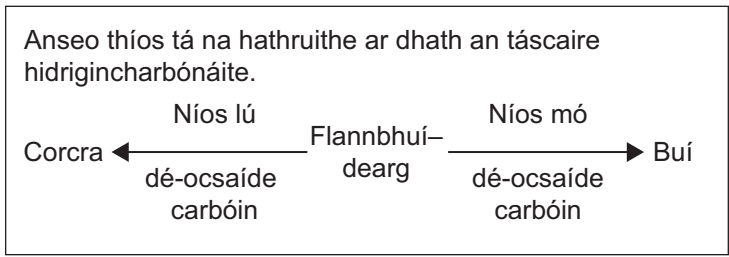 Anseo thíos tá na hathruithe ar dhath an táscaire
hidrigincharbónáite.
Níos lú
Níos mó
Corcra
Flannbhuí–
dearg
Buí
dé-ocsaíde
carbóin
dé-ocsaíde
carbóin